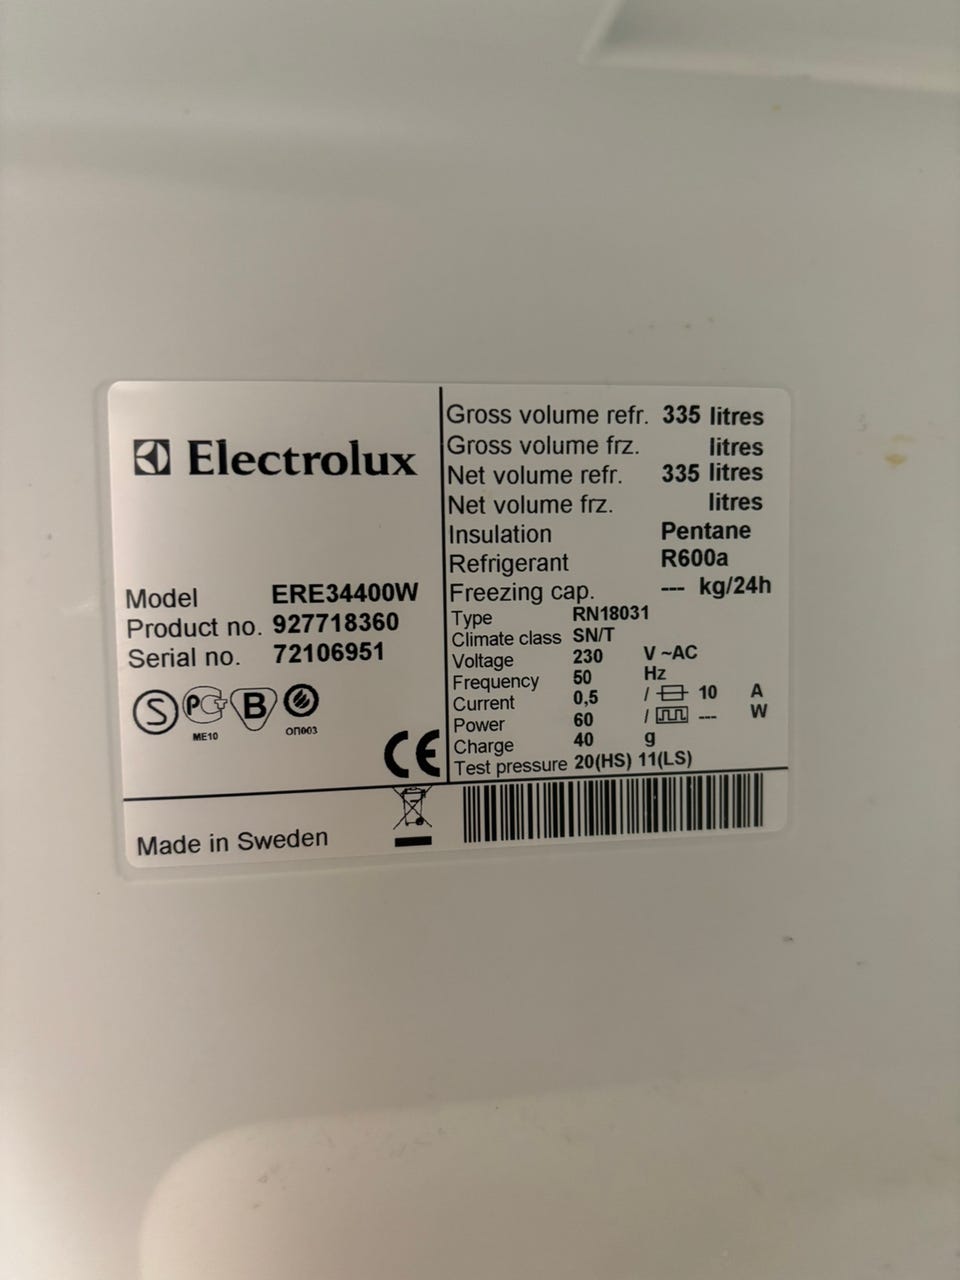 Electrolux
Model ERE34400W
Product no. 927718360
Serial no. 72106951
S PCT B
ME10 ОП003
CE
Made in Sweden
Gross volume refr. 335 litres
Gross volume frz. litres
Net volume refr. 335 litres
Net volume frz. litres
Insulation Pentane
Refrigerant R600a
Freezing cap. --- kg/24h
Type RN18031
Climate class SN/T
Voltage 230 V ~AC
Frequency 50 Hz
Current 0,5 / 10 A
Power 60 / --- W
Charge 40 g
Test pressure 20(HS) 11(LS)